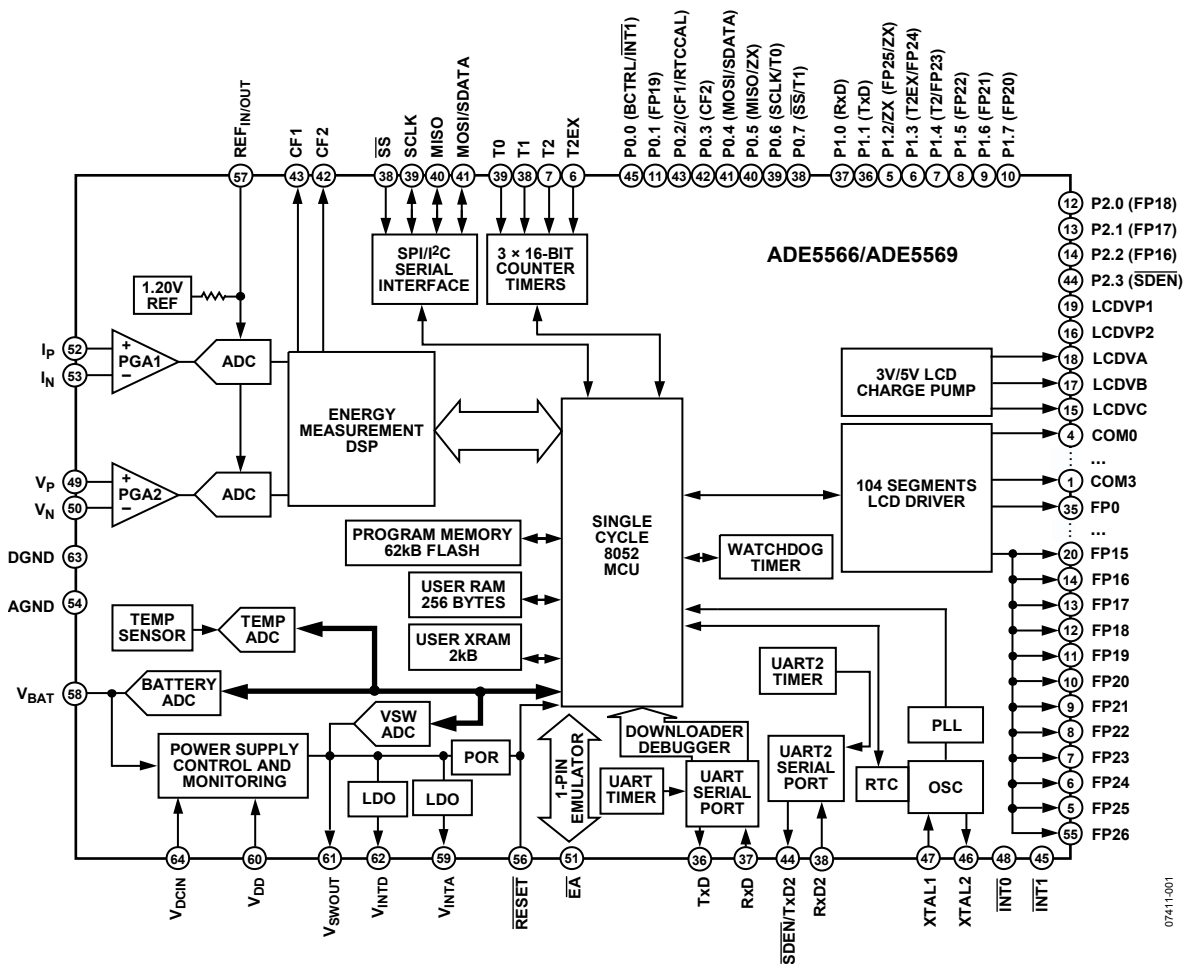 P0.0 (BCTRL/INT1)
P0.1 (FP19)
P0.2/(CF1/RTCCAL)
P0.3 (CF2)
P0.4 (MOSI/SDATA)
P0.5 (MISO/ZX)
P0.6 (SCLK/T0)
P0.7 (SS/T1)
P1.0 (RxD)
P1.1 (TxD)
P1.2/ZX (FP25/ZX)
P1.3 (T2EX/FP24)
P1.4 (T2/FP23)
P1.5 (FP22)
P1.6 (FP21)
P1.7 (FP20)
REFIN/OUT
CF1
CF2
SS
SCLK
MISO
MOSI/SDATA
T0
T1
T2
T2EX
57
43
42
38
39
40
41
39
38
7
6
45
11
43
42
41
40
39
38
37
36
5
6
7
8
9
10
12 P2.0 (FP18)
13 P2.1 (FP17)
14 P2.2 (FP16)
44 P2.3 (SDEN)
19 LCDVP1
16 LCDVP2
18 LCDVA
17 LCDVB
15 LCDVC
4 COM0
...
1 COM3
35 FP0
...
20 FP15
14 FP16
13 FP17
12 FP18
11 FP19
10 FP20
9 FP21
8 FP22
7 FP23
6 FP24
5 FP25
55 FP26
ADE5566/ADE5569
SPI/I2C
SERIAL
INTERFACE
3 × 16-BIT
COUNTER
TIMERS
1.20V
REF
IP 52
IN 53
+
PGA1
–
ADC
VP 49
VN 50
+
PGA2
–
ADC
ENERGY
MEASUREMENT
DSP
3V/5V LCD
CHARGE PUMP
104 SEGMENTS
LCD DRIVER
SINGLE
CYCLE
8052
MCU
PROGRAM MEMORY
62kB FLASH
WATCHDOG
TIMER
USER RAM
256 BYTES
USER XRAM
2kB
DGND 63
AGND 54
TEMP
SENSOR
TEMP
ADC
VBAT 58
BATTERY
ADC
VSW
ADC
POWER SUPPLY
CONTROL AND
MONITORING
POR
LDO
LDO
1-PIN
EMULATOR
DOWNLOADER
DEBUGGER
UART
TIMER
UART
SERIAL
PORT
UART2
TIMER
UART2
SERIAL
PORT
PLL
RTC
OSC
64
60
61
62
59
56
51
36
37
44
38
47
46
48
45
VDCIN
VDD
VSWOUT
VINTD
VINTA
RESET
EA
TxD
RxD
SDEN/TxD2
RxD2
XTAL1
XTAL2
INT0
INT1
07411-001